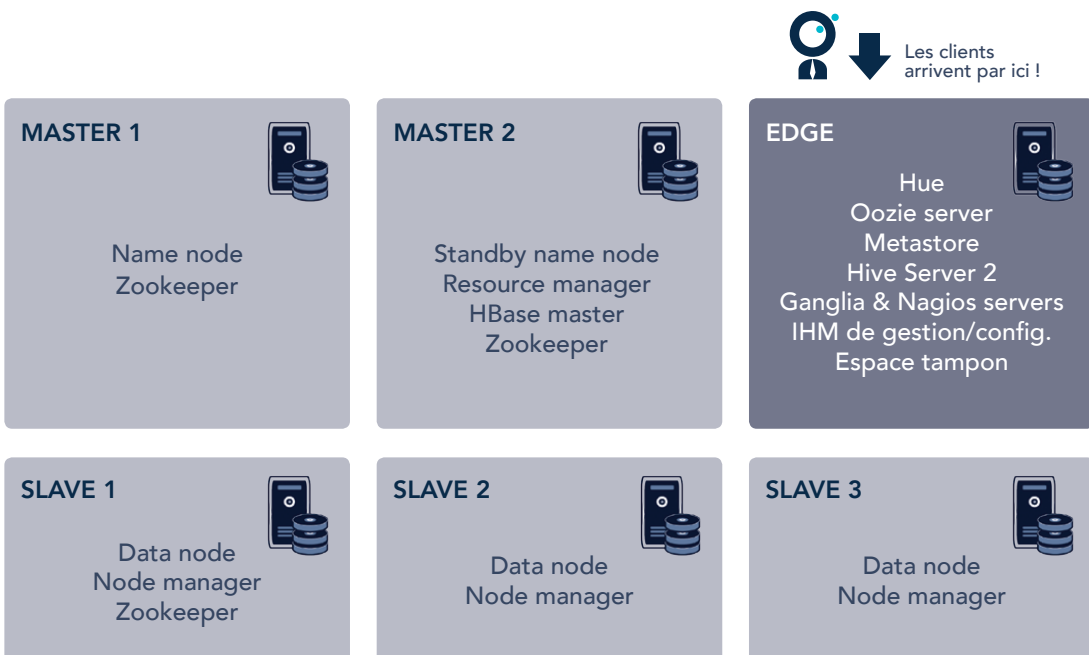 Les clients
arrivent par ici !
MASTER 1
Name node
Zookeeper
MASTER 2
Standby name node
Resource manager
HBase master
Zookeeper
EDGE
Hue
Oozie server
Metastore
Hive Server 2
Ganglia & Nagios servers
IHM de gestion/config.
Espace tampon
SLAVE 1
Data node
Node manager
Zookeeper
SLAVE 2
Data node
Node manager
SLAVE 3
Data node
Node manager